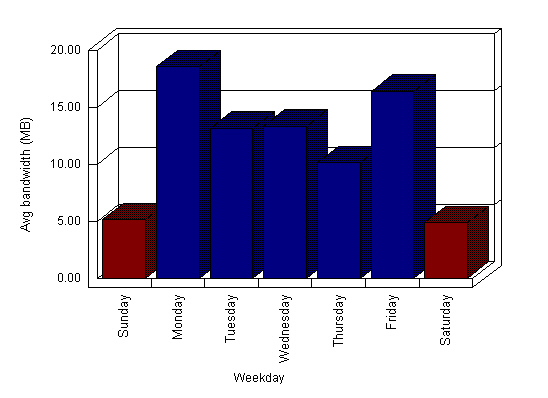 20.00
15.00
10.00
5.00
0.00
Avg bandwidth (MB)
Sunday
Monday
Tuesday
Wednesday
Thursday
Friday
Saturday
Weekday